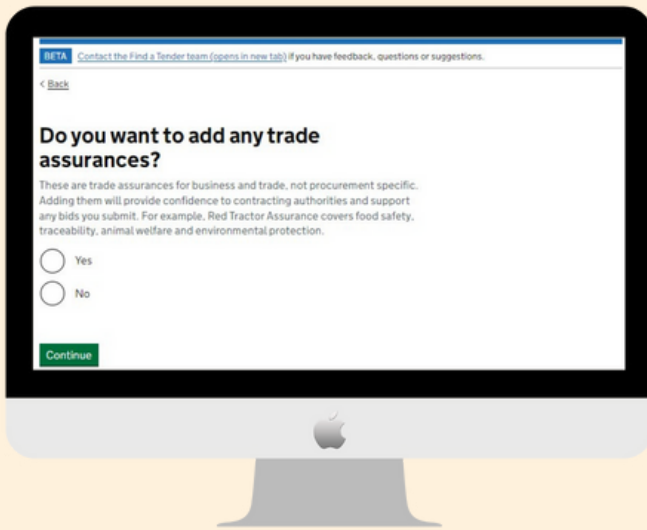 BETA Contact the Find a Tender team (opens in new tab) if you have feedback, questions or suggestions.
< Back
Do you want to add any trade
assurances?
These are trade assurances for business and trade, not procurement specific.
Adding them will provide confidence to contracting authorities and support
any bids you submit. For example, Red Tractor Assurance covers food safety,
traceability, animal welfare and environmental protection.
Yes
No
Continue